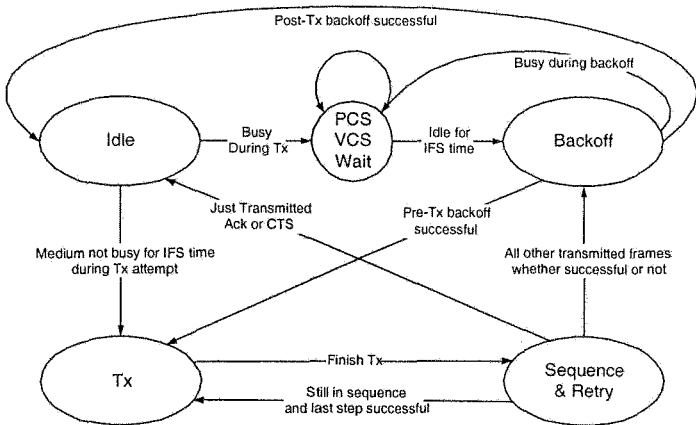 Post-Tx backoff successful
Busy during backoff
Idle
Busy
During Tx
PCS
VCS
Wait
Idle for
IFS time
Backoff
Just Transmitted
Ack or CTS
Pre-Tx backoff
successful
Medium not busy for IFS time
during Tx attempt
All other transmitted frames
whether successful or not
Tx
Finish Tx
Sequence
& Retry
Still in sequence
and last step successful